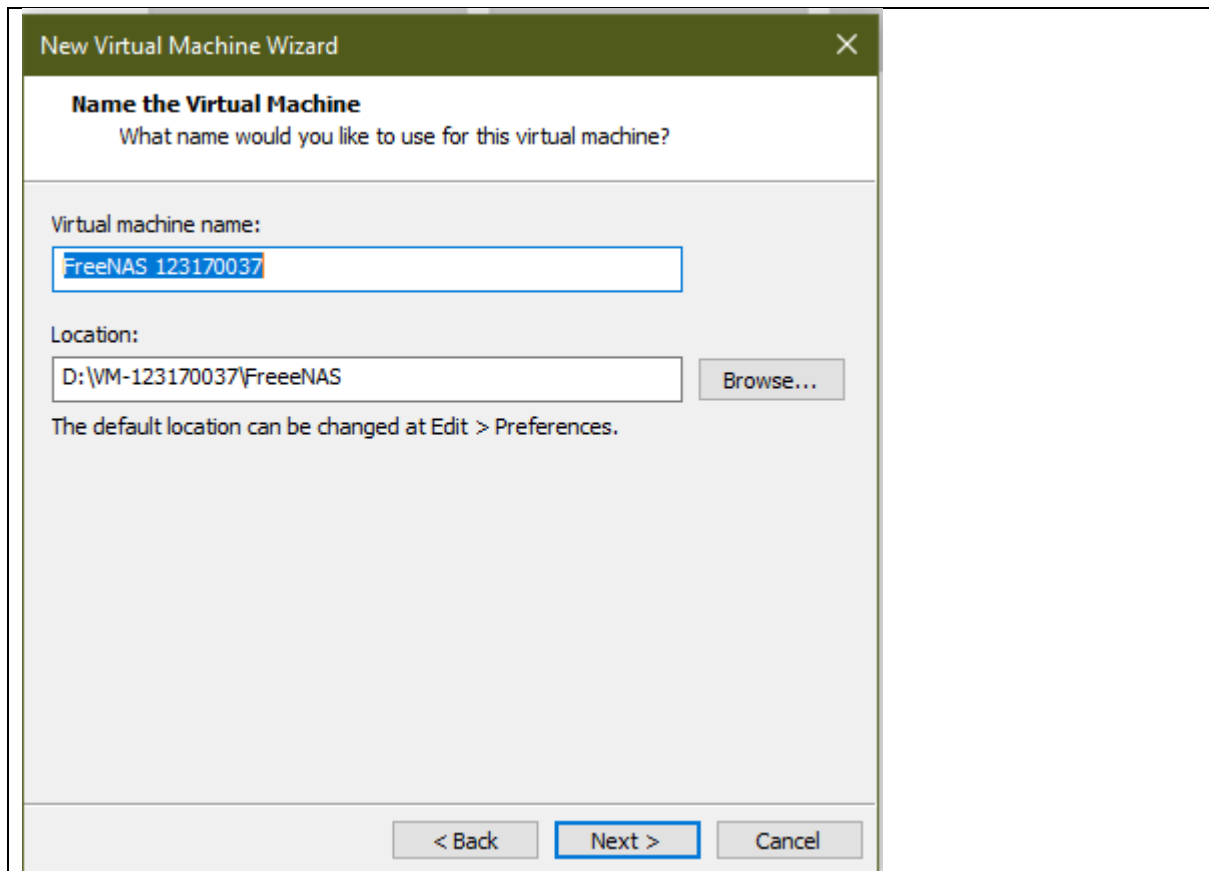 New Virtual Machine Wizard
Name the Virtual Machine
What name would you like to use for this virtual machine?
Virtual machine name:
FreeNAS 123170037
Location:
D:\VM-123170037\FreeeNAS
Browse...
The default location can be changed at Edit > Preferences.
< Back
Next >
Cancel